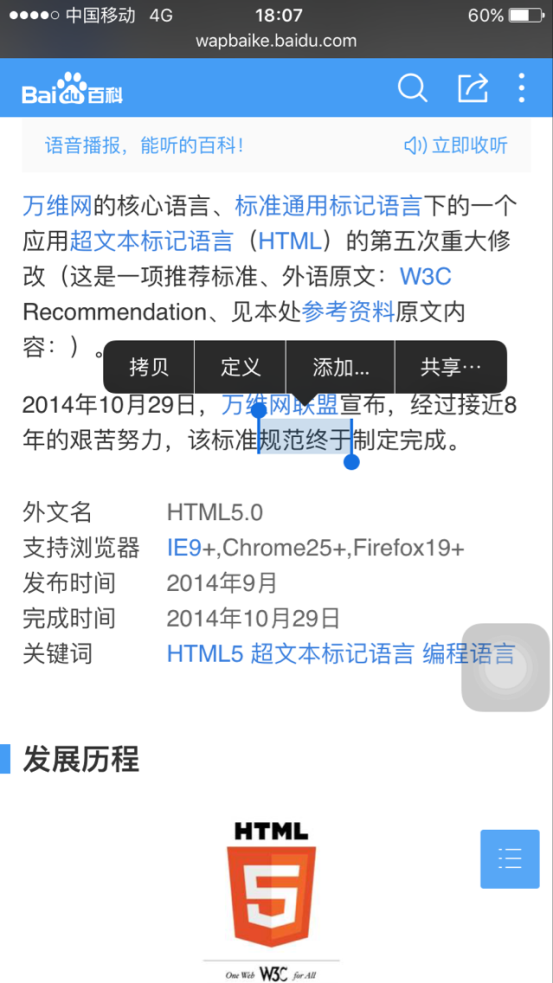 中国移动 4G 18:07 60%
wapbaike.baidu.com
Bai du 百科
语音播报，能听的百科！ 立即收听
万维网的核心语言、标准通用标记语言下的一个
应用超文本标记语言（HTML）的第五次重大修
改（这是一项推荐标准、外语原文：W3C
Recommendation、见本处参考资料原文内
容：）。
拷贝 定义 添加... 共享…
2014年10月29日，万维网联盟宣布，经过接近8
年的艰苦努力，该标准规范终于制定完成。
外文名 HTML5.0
支持浏览器 IE9+,Chrome25+,Firefox19+
发布时间 2014年9月
完成时间 2014年10月29日
关键词 HTML5 超文本标记语言 编程语言
发展历程
HTML
5
One Web W3C for All